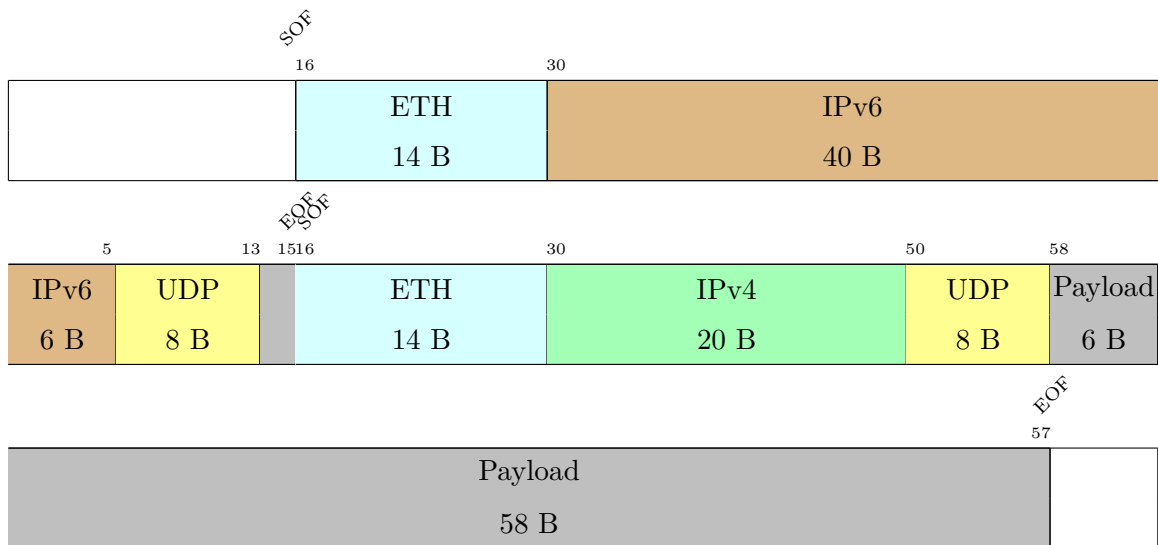 SOF
16 30
ETH IPv6
14 B 40 B
EOF SOF
5 13 15 16 30 50 58
IPv6 UDP ETH IPv4 UDP Payload
6 B 8 B 14 B 20 B 8 B 6 B
EOF
57
Payload
58 B